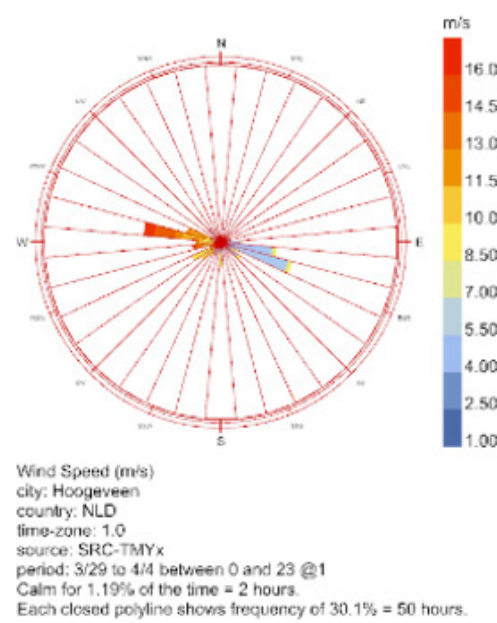 m/s
N
16.0
14.5
13.0
11.5
10.0
W
E
8.50
7.00
5.50
4.00
2.50
S
1.00
Wind Speed (m/s)
city: Hoogeveen
country: NLD
time-zone: 1.0
source: SRC-TMYx
period: 3/29 to 4/4 between 0 and 23 @1
Calm for 1.19% of the time = 2 hours.
Each closed polyline shows frequency of 30.1% = 50 hours.